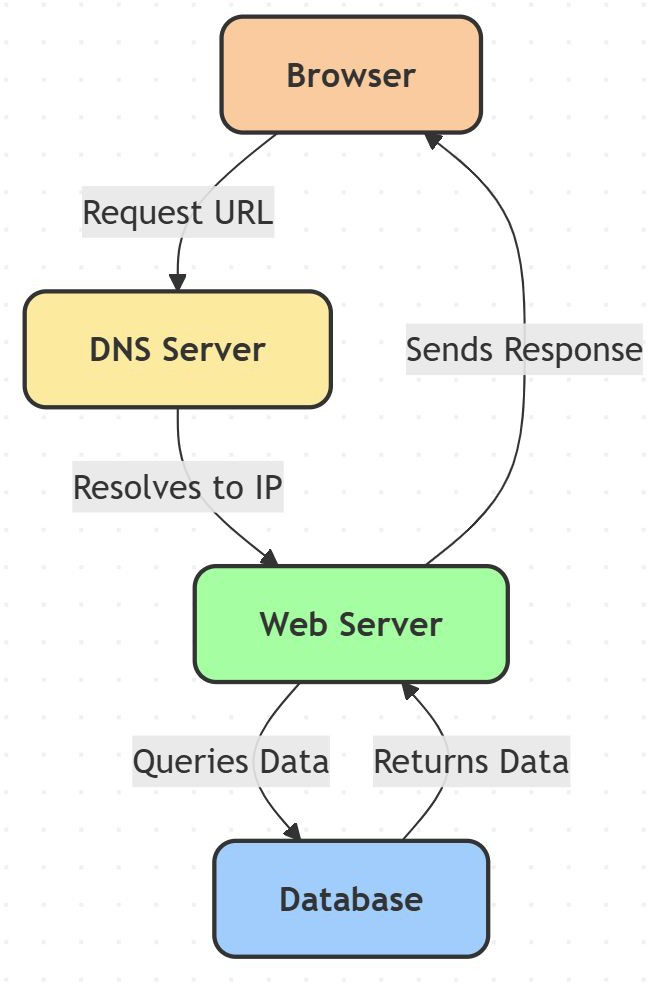 Browser
Request URL
DNS Server
Sends Response
Resolves to IP
Web Server
Queries Data
Returns Data
Database